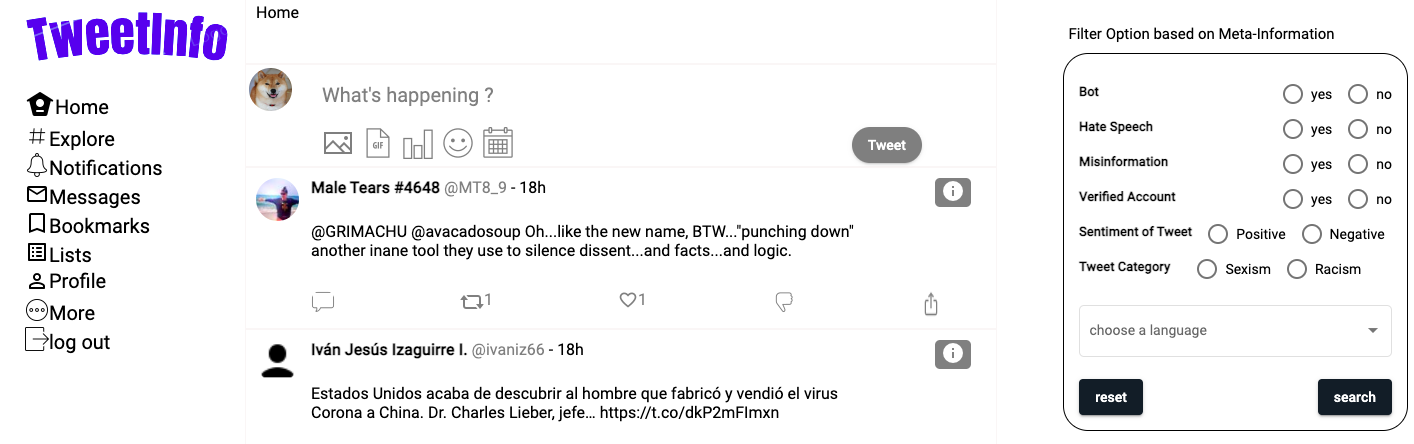 TweetInfo
Home
Explore
Notifications
Messages
Bookmarks
Lists
Profile
More
log out
Home
What's happening ?
GIF
Tweet
Male Tears #4648 @MT8_9 - 18h
@GRIMACHU @avacadosoup Oh...like the new name, BTW..."punching down"
another inane tool they use to silence dissent...and facts...and logic.
1
1
Iván Jesús Izaguirre I. @ivaniz66 - 18h
Estados Unidos acaba de descubrir al hombre que fabricó y vendió el virus
Corona a China. Dr. Charles Lieber, jefe… https://t.co/dkP2mFImxn
Filter Option based on Meta-Information
Bot yes no
Hate Speech yes no
Misinformation yes no
Verified Account yes no
Sentiment of Tweet Positive Negative
Tweet Category Sexism Racism
choose a language
reset search